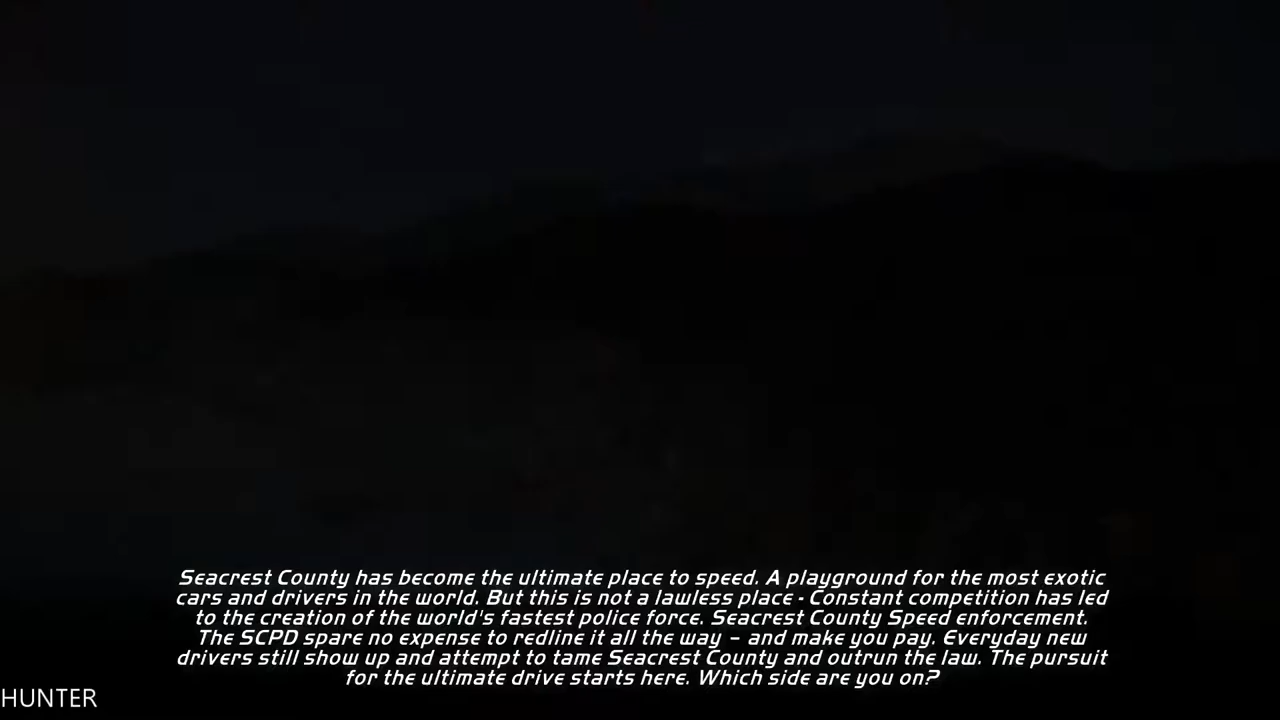 Seacrest County has become the ultimate place to speed. A playground for the most exotic
cars and drivers in the world. But this is not a lawless place - Constant competition has led
to the creation of the world's fastest police force. Seacrest County Speed enforcement.
The SCPD spare no expense to redline it all the way – and make you pay. Everyday new
drivers still show up and attempt to tame Seacrest County and outrun the law. The pursuit
for the ultimate drive starts here. Which side are you on?
HUNTER